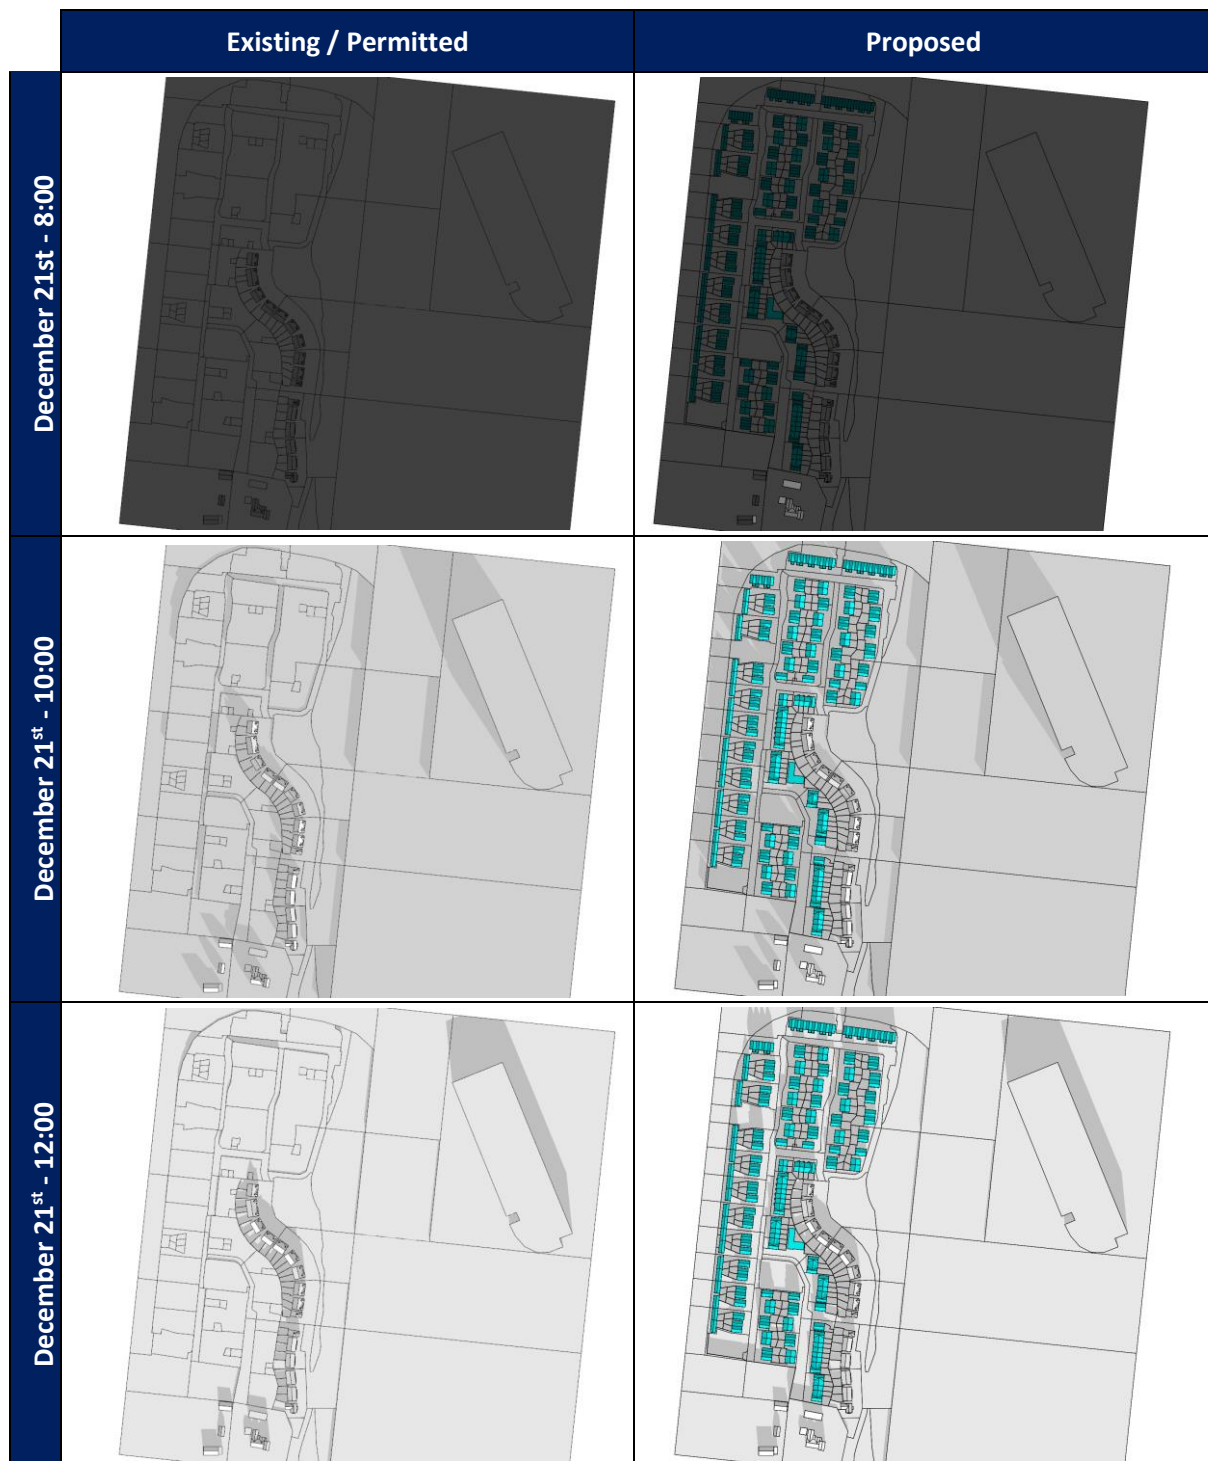 Existing / Permitted
Proposed
December 21st - 8:00
December 21st - 10:00
December 21st - 12:00